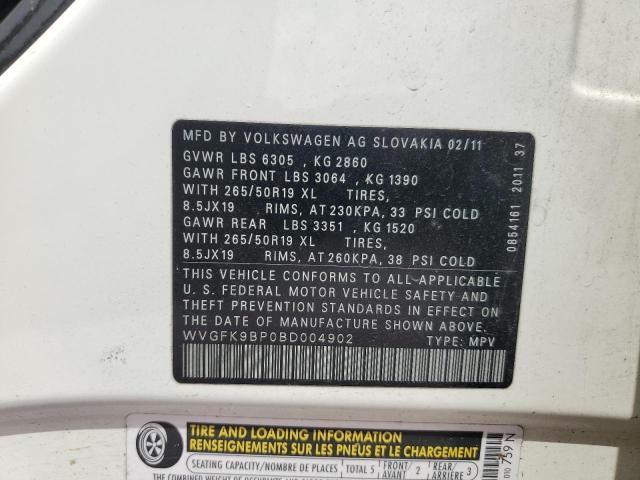 MFD BY VOLKSWAGEN AG SLOVAKIA 02/11
GVWR LBS 6305 , KG 2860
GAWR FRONT LBS 3064 , KG 1390
WITH 265/50R19 XL TIRES,
8.5JX19 RIMS, AT 230KPA, 33 PSI COLD
GAWR REAR LBS 3351 , KG 1520
WITH 265/50R19 XL TIRES,
8.5JX19 RIMS, AT 260KPA, 38 PSI COLD
THIS VEHICLE CONFORMS TO ALL APPLICABLE
U. S. FEDERAL MOTOR VEHICLE SAFETY AND
THEFT PREVENTION STANDARDS IN EFFECT ON
THE DATE OF MANUFACTURE SHOWN ABOVE.
WVGFK9BP0BD004902 TYPE: MPV
0854161 2011 37
TIRE AND LOADING INFORMATION
RENSEIGNEMENTS SUR LES PNEUS ET LE CHARGEMENT
SEATING CAPACITY/NOMBRE DE PLACES TOTAL 5 FRONT/AVANT 2 REAR/ARRIÈRE 3
759 N